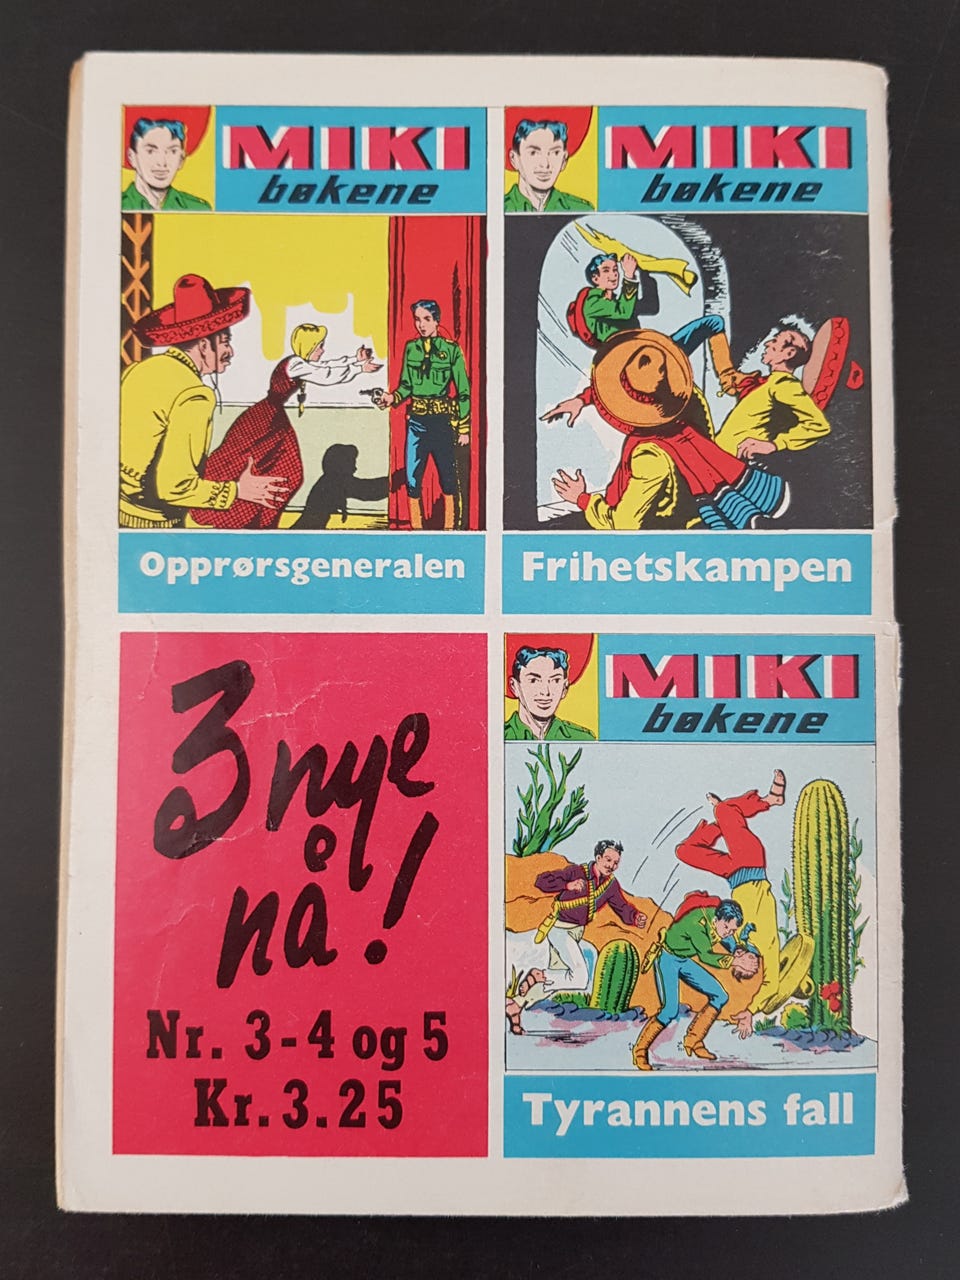 MIKI
bøkene
Opprørsgeneralen
MIKI
bøkene
Frihetskampen
3 nye
nå!
Nr. 3-4 og 5
Kr. 3.25
MIKI
bøkene
Tyrannens fall